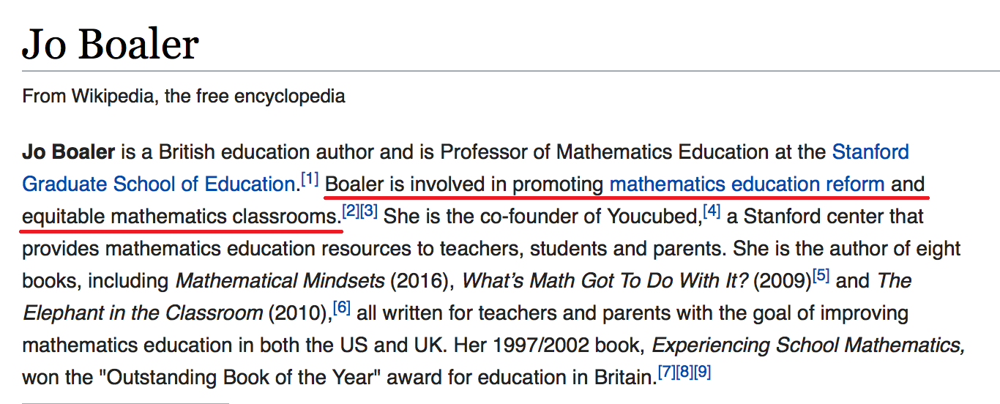 Jo Boaler
From Wikipedia, the free encyclopedia
Jo Boaler is a British education author and is Professor of Mathematics Education at the Stanford
Graduate School of Education.[1] Boaler is involved in promoting mathematics education reform and
equitable mathematics classrooms.[2][3] She is the co-founder of Youcubed,[4] a Stanford center that
provides mathematics education resources to teachers, students and parents. She is the author of eight
books, including Mathematical Mindsets (2016), What’s Math Got To Do With It? (2009)[5] and The
Elephant in the Classroom (2010),[6] all written for teachers and parents with the goal of improving
mathematics education in both the US and UK. Her 1997/2002 book, Experiencing School Mathematics,
won the "Outstanding Book of the Year" award for education in Britain.[7][8][9]